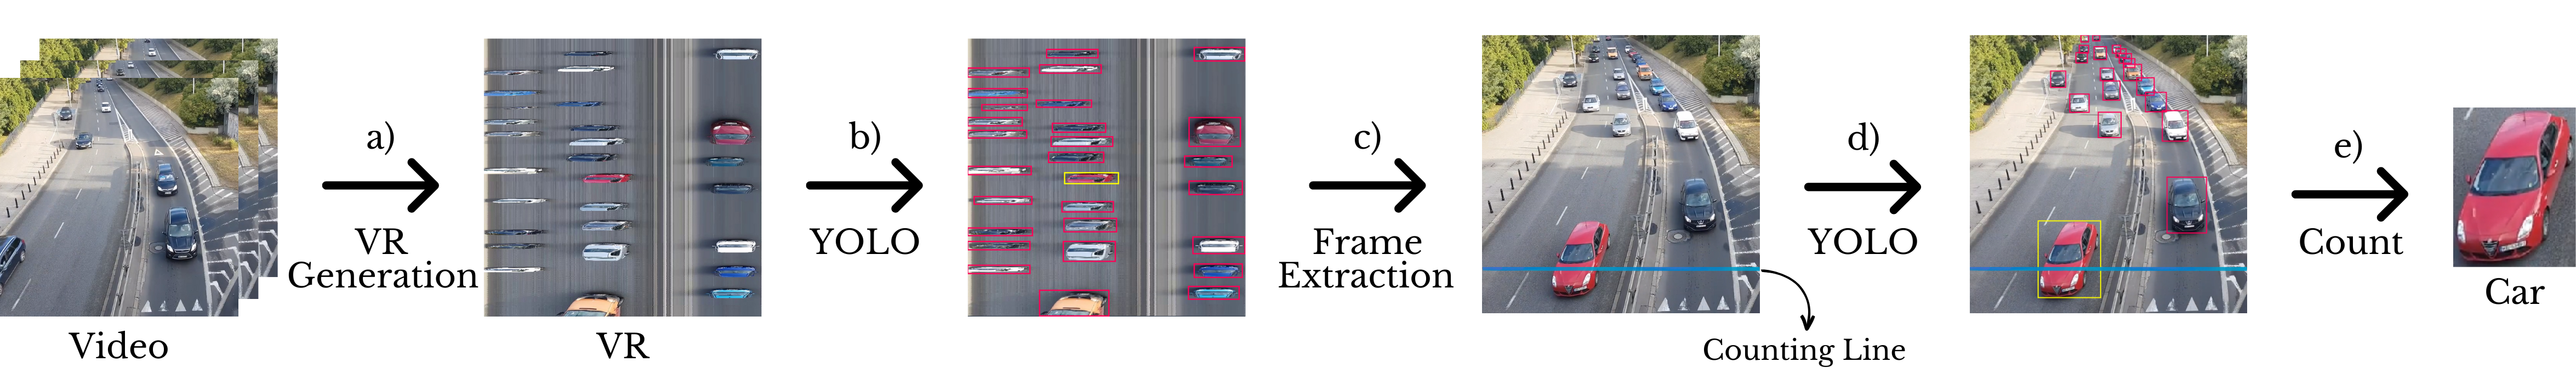 Video
a)
VR
Generation
VR
b)
YOLO
c)
Frame
Extraction
Counting Line
d)
YOLO
e)
Count
Car